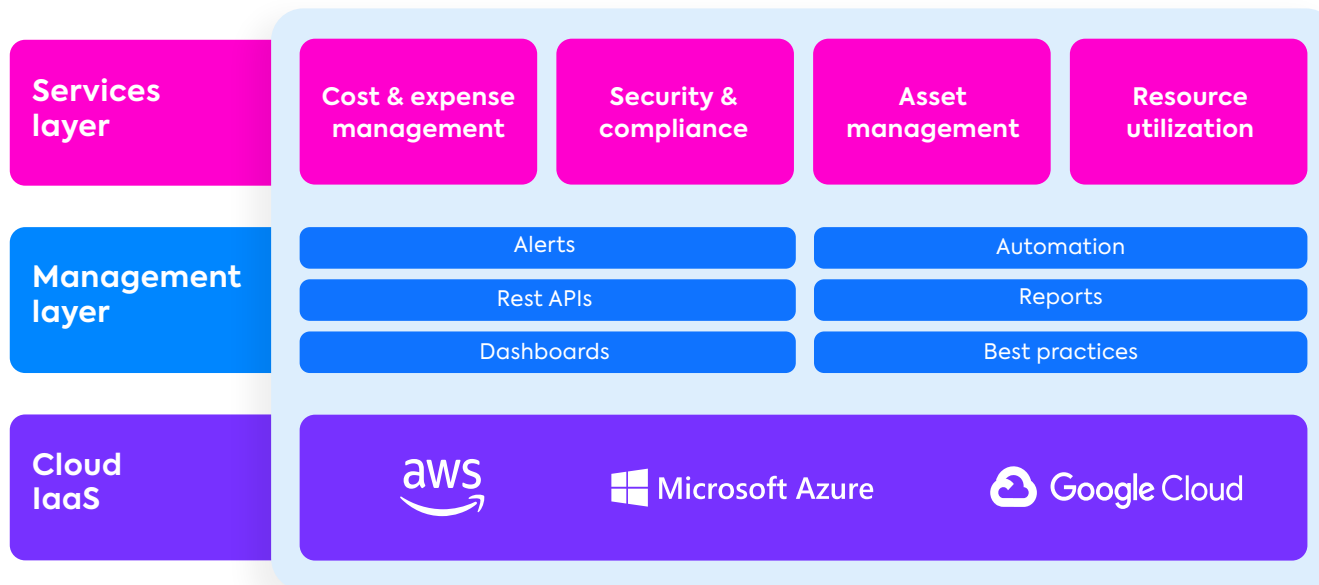 Services
layer
Cost & expense
management
Security &
compliance
Asset
management
Resource
utilization
Management
layer
Alerts
Automation
Rest APIs
Reports
Dashboards
Best practices
Cloud
IaaS
aws
Microsoft Azure
Google Cloud